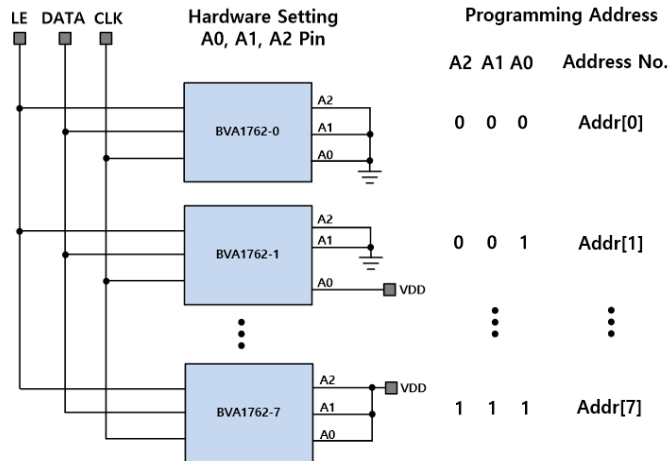 LE DATA CLK
Hardware Setting
A0, A1, A2 Pin
Programming Address
A2 A1 A0 Address No.
BVA1762-0
A2
A1
A0
0 0 0 Addr[0]
BVA1762-1
A2
A1
A0
VDD
0 0 1 Addr[1]
BVA1762-7
A2
A1
A0
VDD
1 1 1 Addr[7]